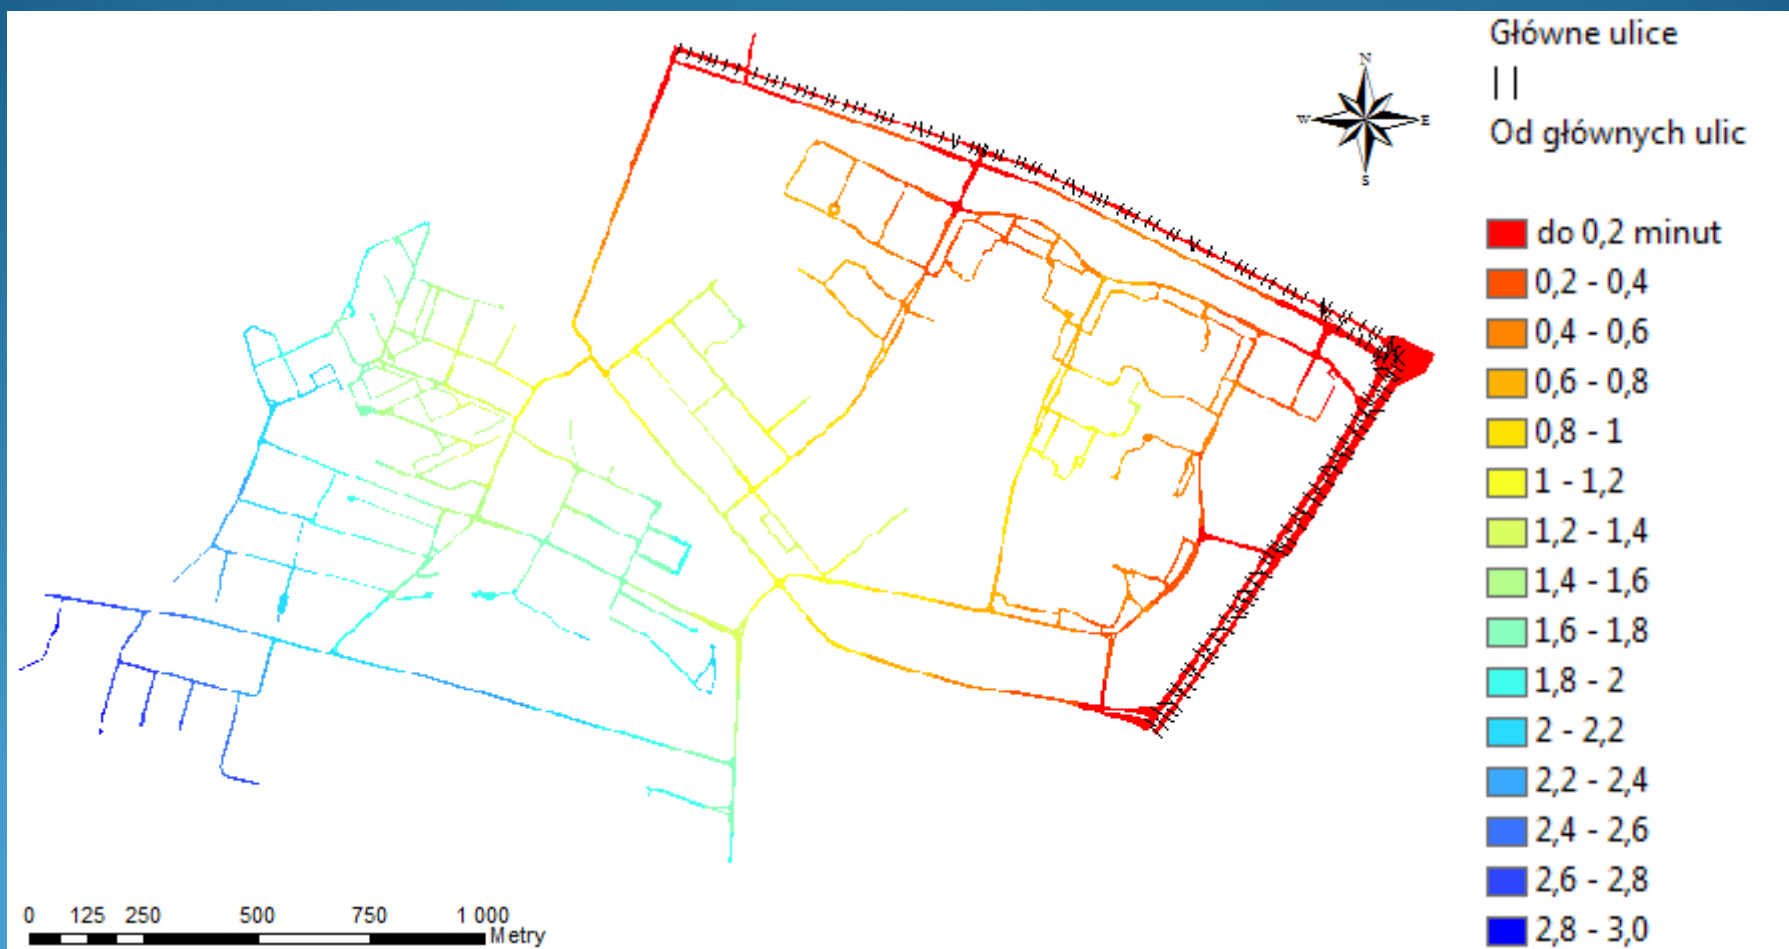 Główne ulice
Od głównych ulic
N
W
E
S
do 0,2 minut
0,2 - 0,4
0,4 - 0,6
0,6 - 0,8
0,8 - 1
1 - 1,2
1,2 - 1,4
1,4 - 1,6
1,6 - 1,8
1,8 - 2
2 - 2,2
2,2 - 2,4
2,4 - 2,6
2,6 - 2,8
2,8 - 3,0
0 125 250 500 750 1 000
Metry